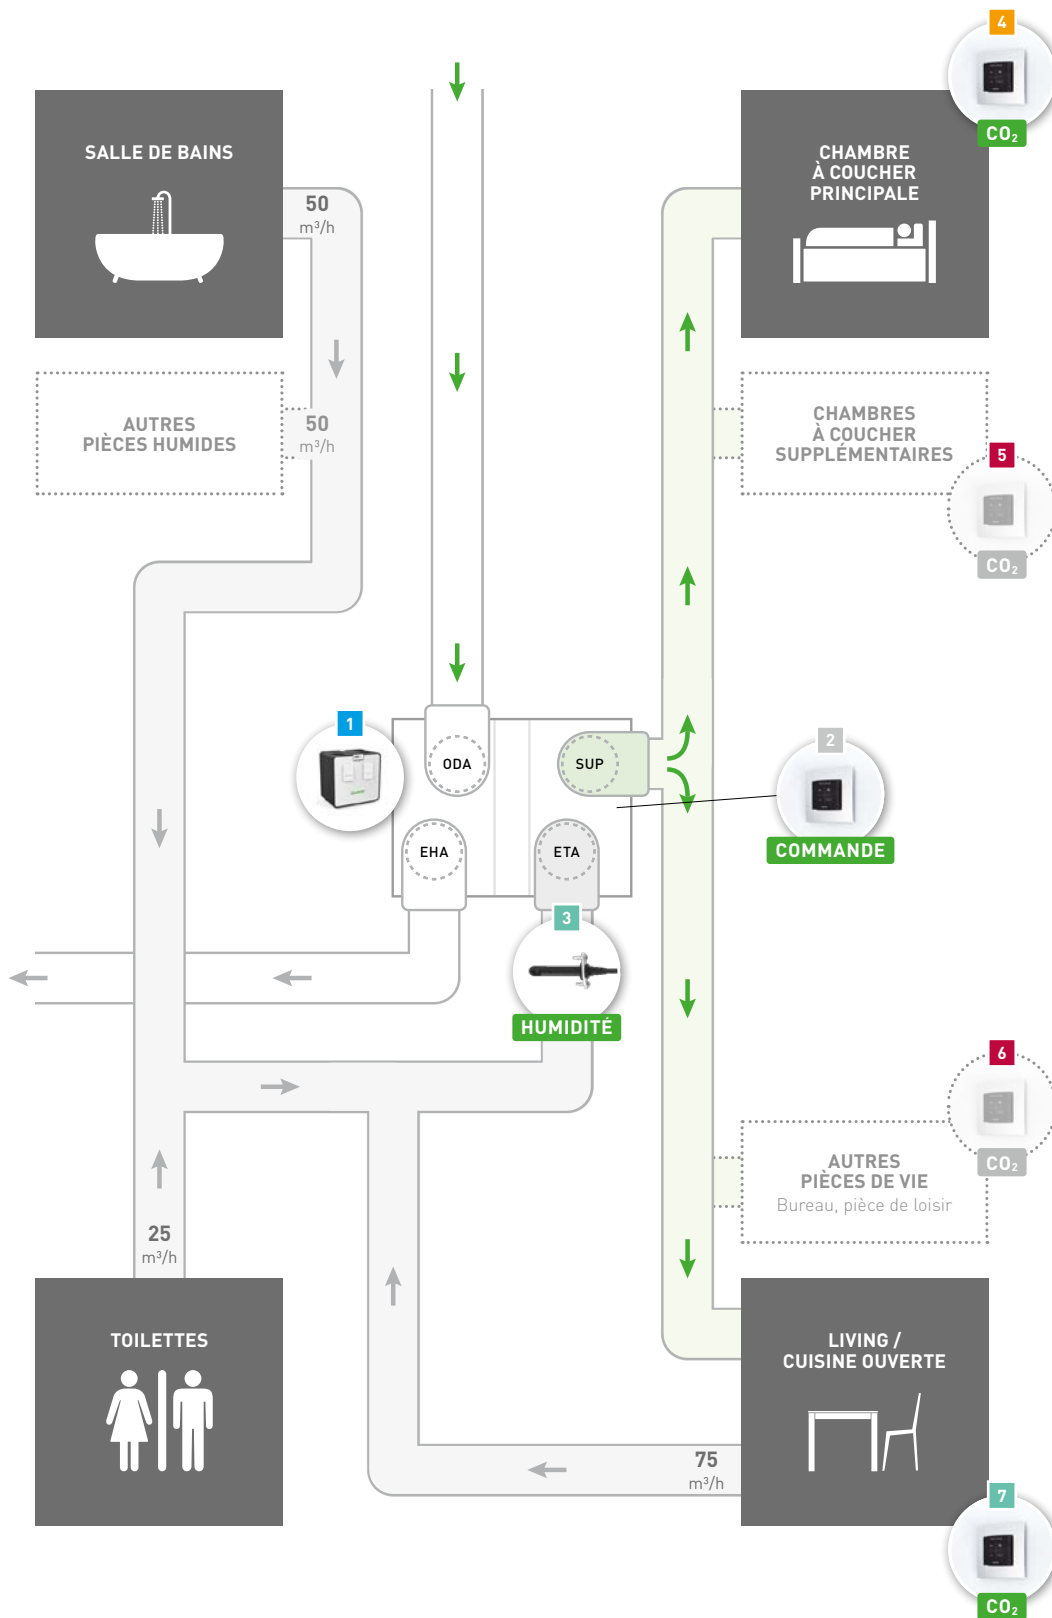 4
CO₂
SALLE DE BAINS
50
m³/h
CHAMBRE
À COUCHER
PRINCIPALE
AUTRES
PIÈCES HUMIDES
50
m³/h
CHAMBRES
À COUCHER
SUPPLÉMENTAIRES
5
CO₂
1
ODA
SUP
2
COMMANDE
EHA
ETA
3
HUMIDITÉ
6
CO₂
AUTRES
PIÈCES DE VIE
Bureau, pièce de loisir
25
m³/h
TOILETTES
LIVING /
CUISINE OUVERTE
75
m³/h
7
CO₂